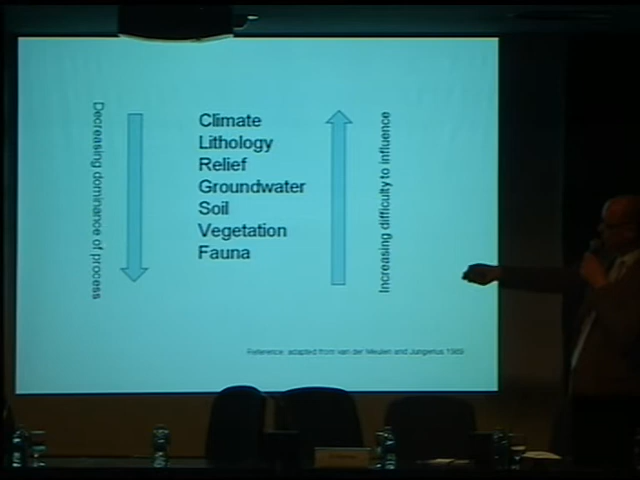 Decreasing dominance of process
Climate
Lithology
Relief
Groundwater
Soil
Vegetation
Fauna
Increasing difficulty to influence
Reference: adapted from van der Meulen and Jungerius 1989